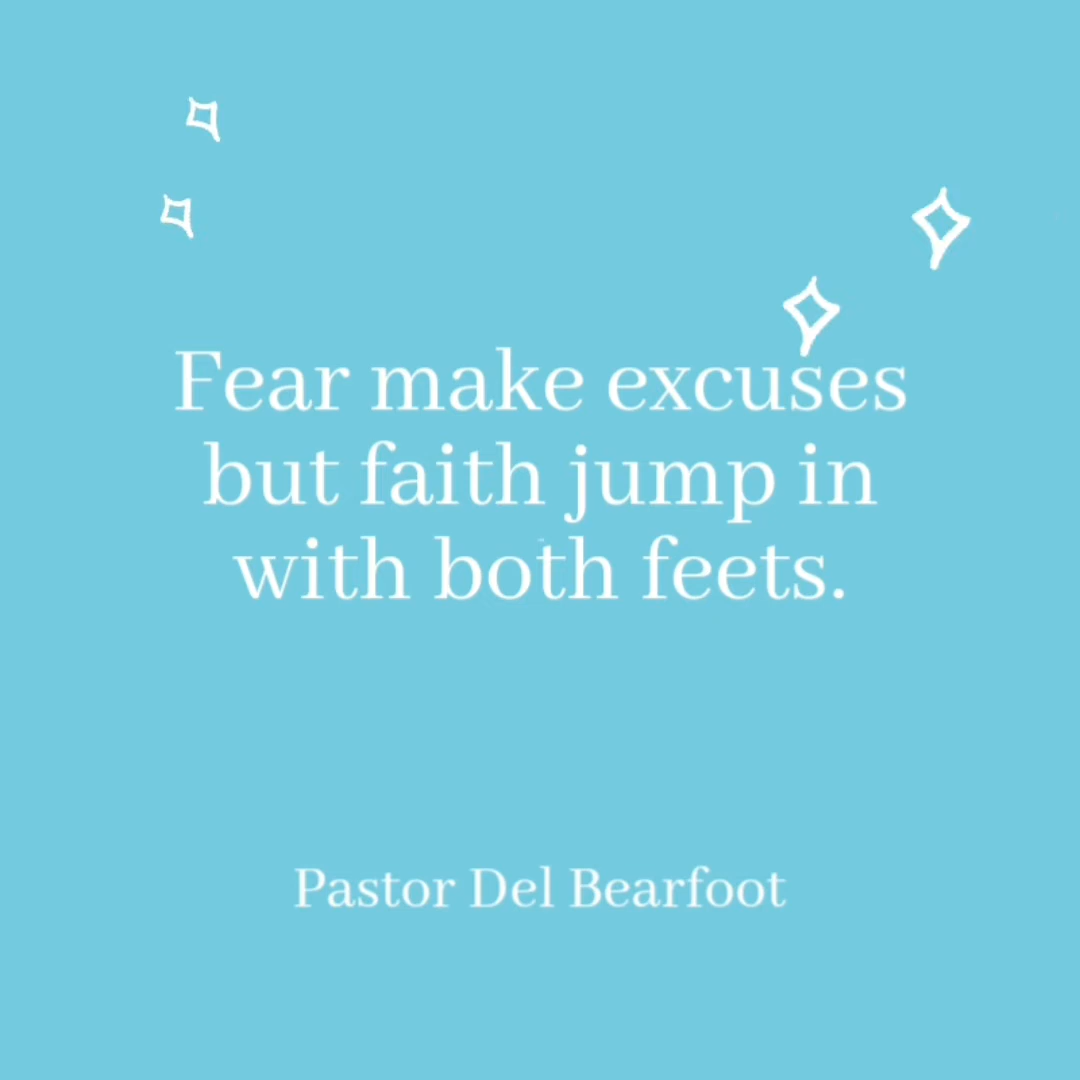 Fear make excuses
but faith jump in
with both feets.
Pastor Del Bearfoot